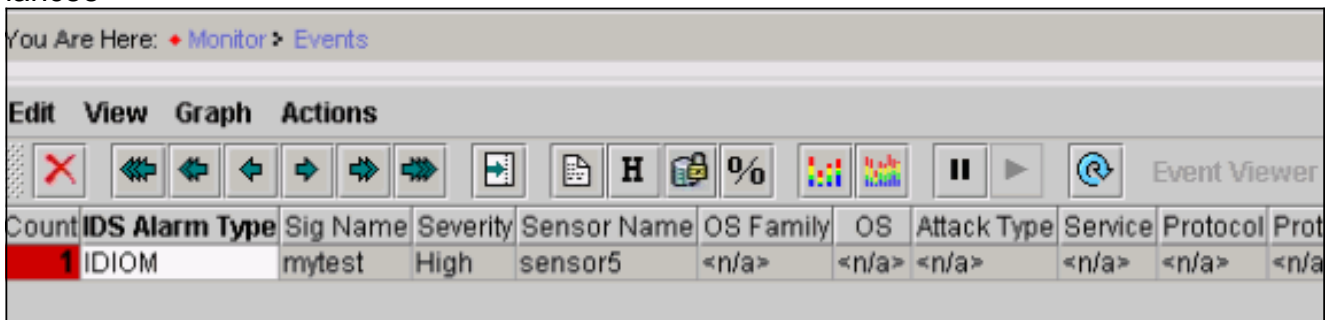 You Are Here: ♦ Monitor > Events
Edit View Graph Actions
H % Event Viewer
Count IDS Alarm Type Sig Name Severity Sensor Name OS Family OS Attack Type Service Protocol Prot
1 IDIOM mytest High sensor5 <n/a> <n/a> <n/a> <n/a> <n/a> <n/a